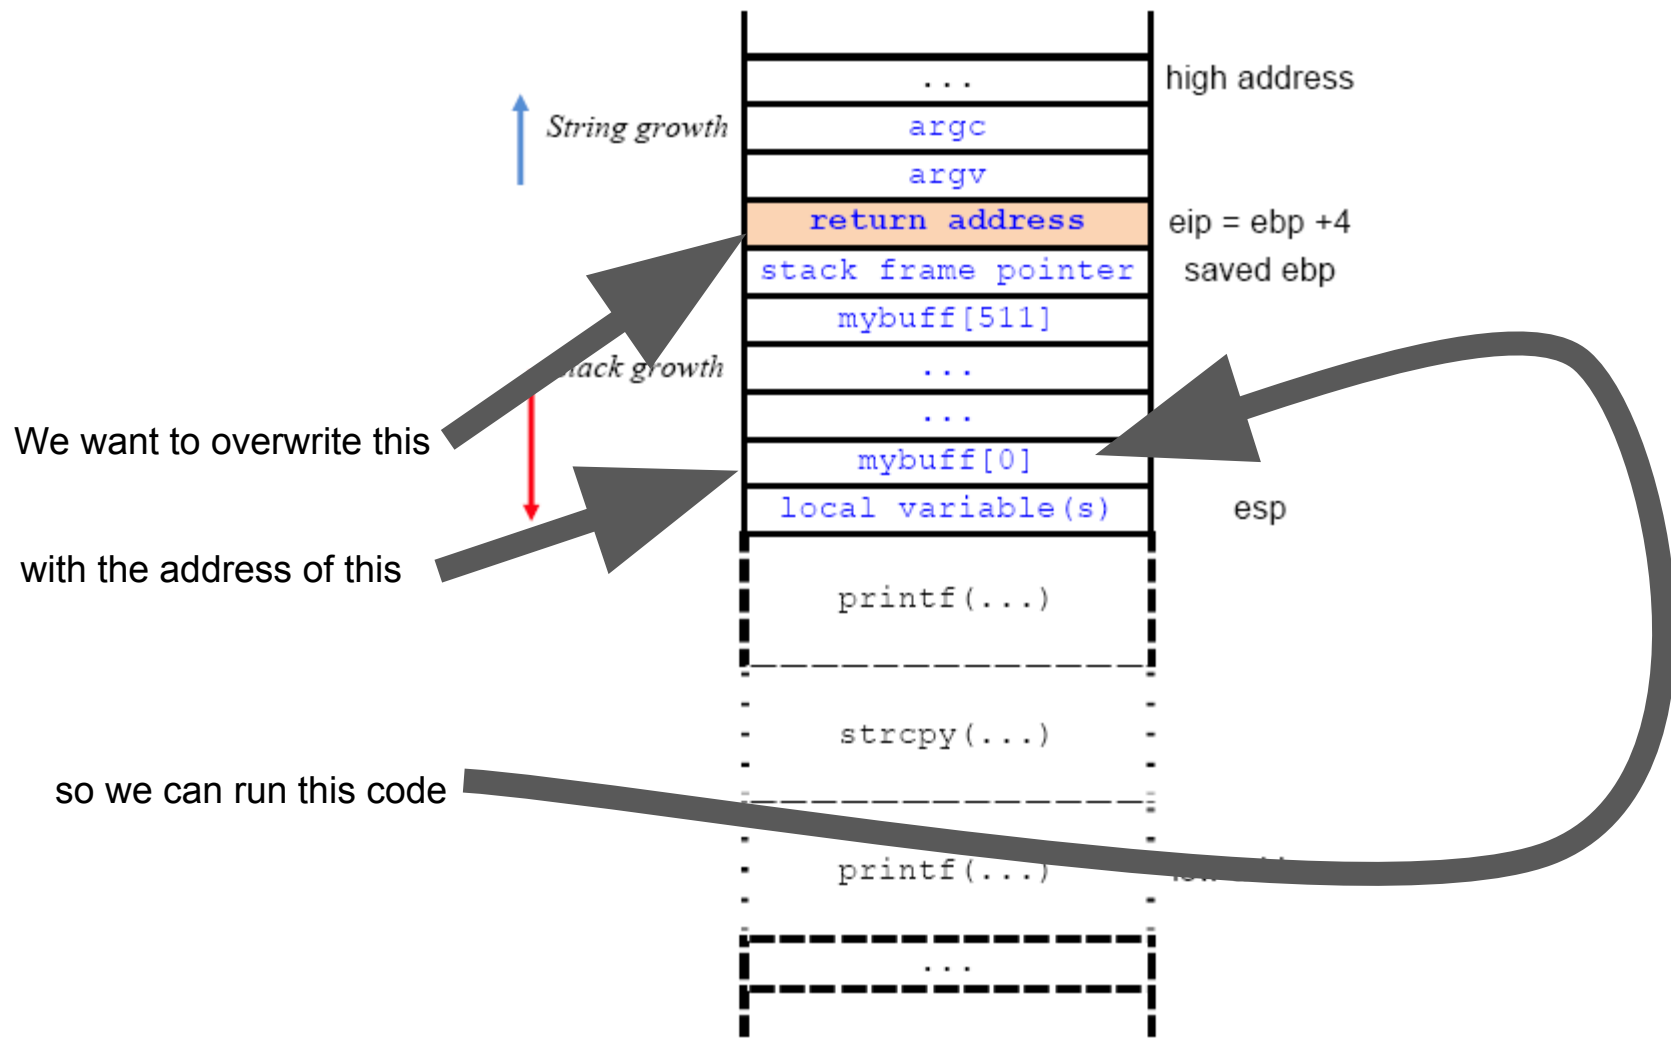 ...
high address
String growth
argc
argv
return address
eip = ebp +4
stack frame pointer
saved ebp
mybuff[511]
growth
...
...
We want to overwrite this
mybuff[0]
local variable(s)
esp
with the address of this
printf(...)
strcpy(...)
so we can run this code
printf(...)
...